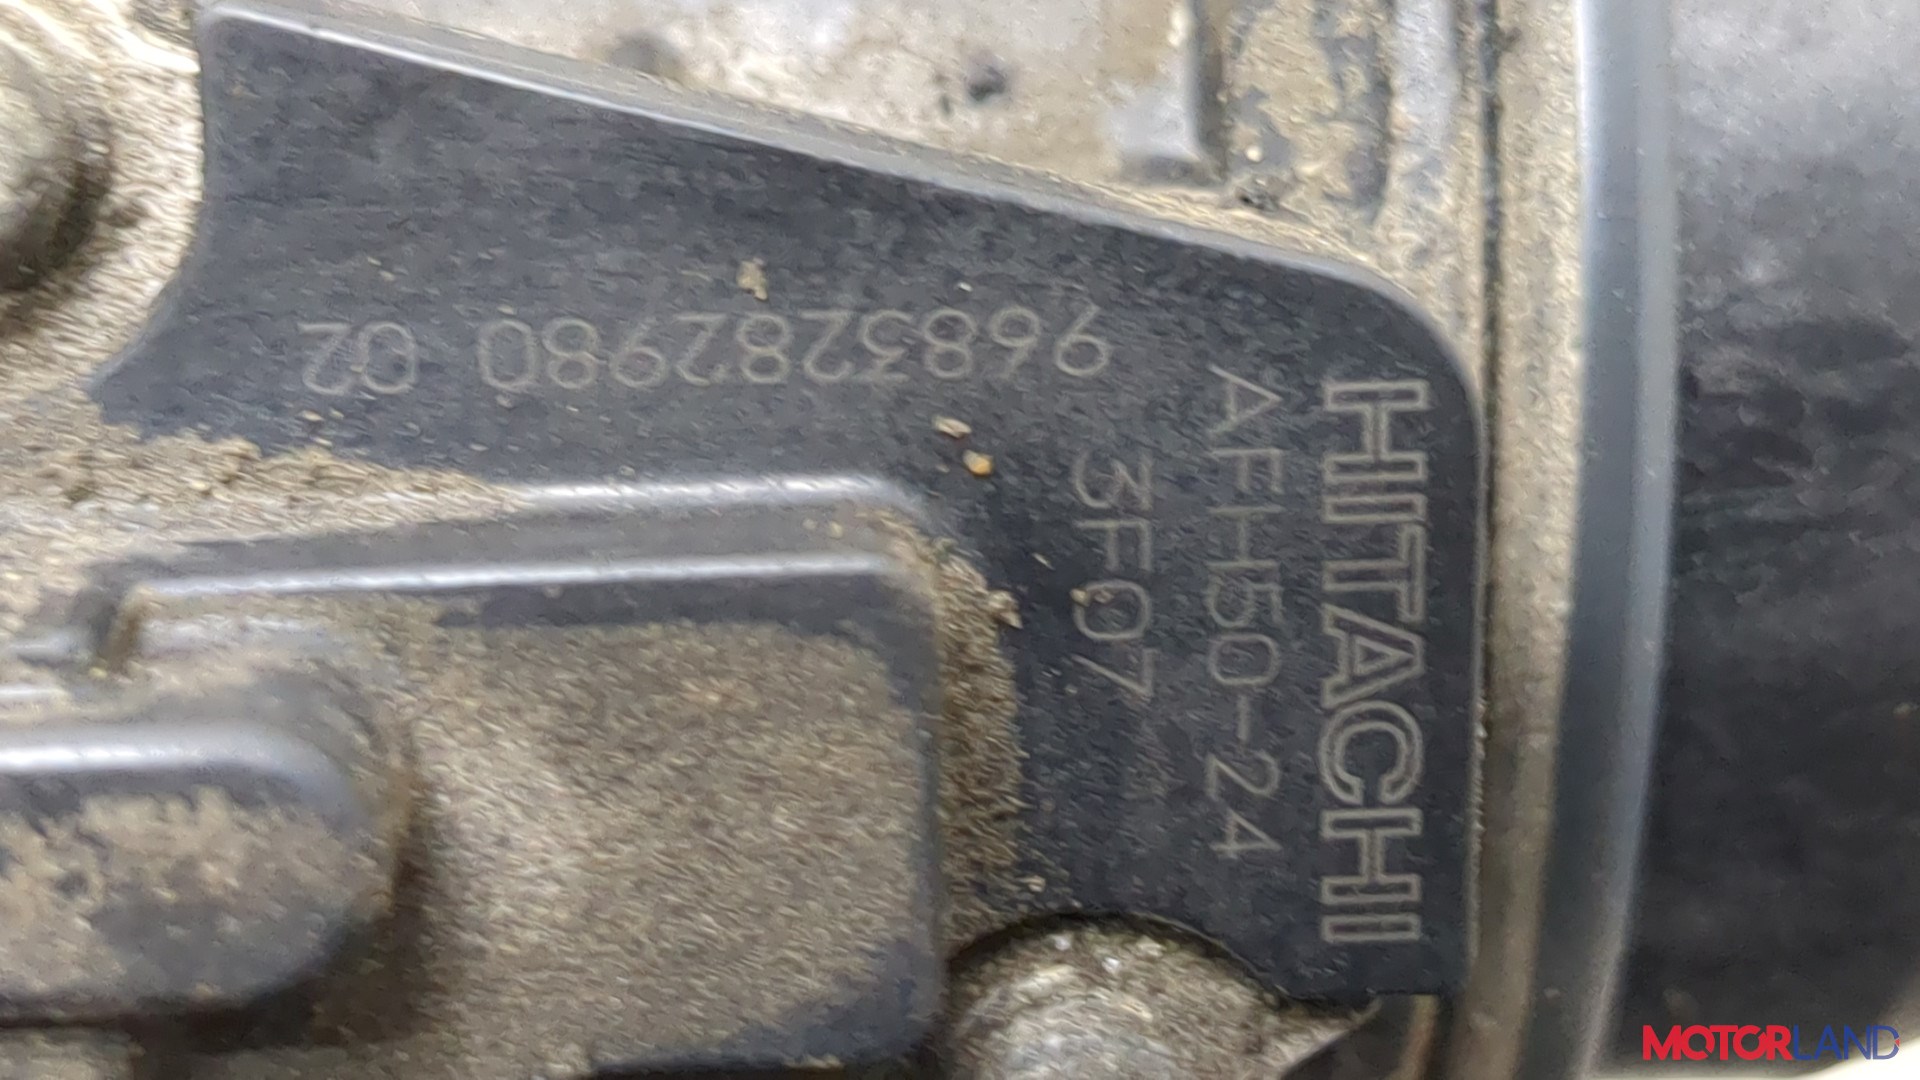 HITACHI
AFH50-24
3F07
9683282980 02
MOTORLAND